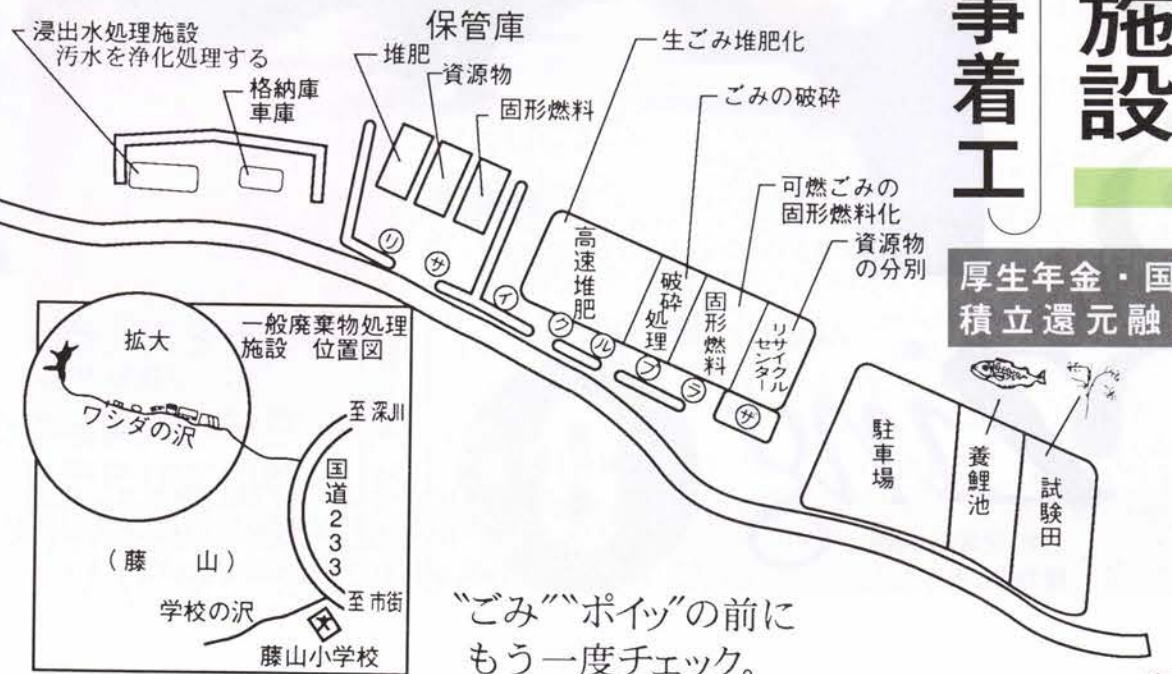 施設
事着工
厚生年金・国
積立還元融
浸出水処理施設
汚水を浄化処理する
格納庫
車庫
保管庫
堆肥
資源物
固形燃料
生ごみ堆肥化
ごみの破砕
可燃ごみの
固形燃料化
資源物
の分別
高速堆肥
破砕処理
固形燃料
リサイクル
センター
リ
サ
イ
ク
ル
プ
ラ
ザ
駐車場
養鯉池
試験田
一般廃棄物処理
施設 位置図
拡大
ワシダの沢
至深川
国道233
(藤 山)
至市街
学校の沢
藤山小学校
〝ごみ〟〝ポイッ〟の前に
もう一度チェック。